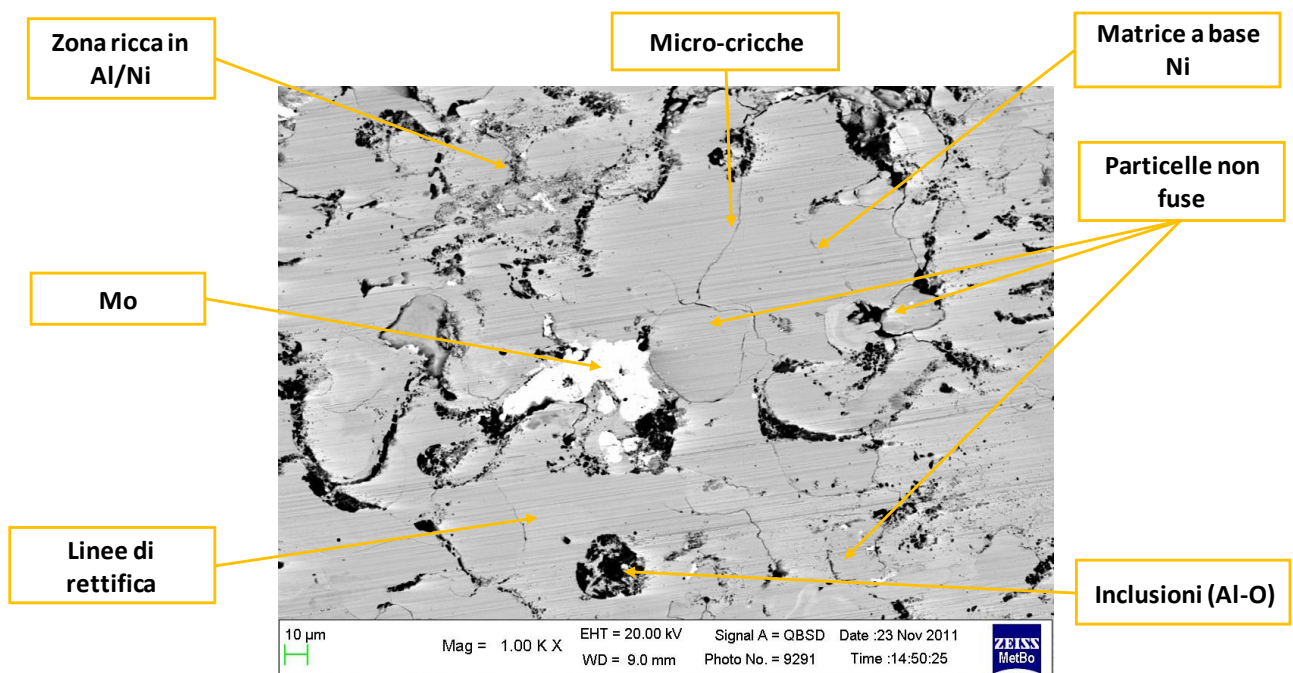 Zona ricca in
Al/Ni
Micro-cricche
Matrice a base
Ni
Particelle non
fuse
Mo
Linee di
rettifica
Inclusioni (Al-O)
10 µm
Mag = 1.00 K X
EHT = 20.00 kV
WD = 9.0 mm
Signal A = QBSD
Photo No. = 9291
Date :23 Nov 2011
Time :14:50:25
ZEISS
MetBo